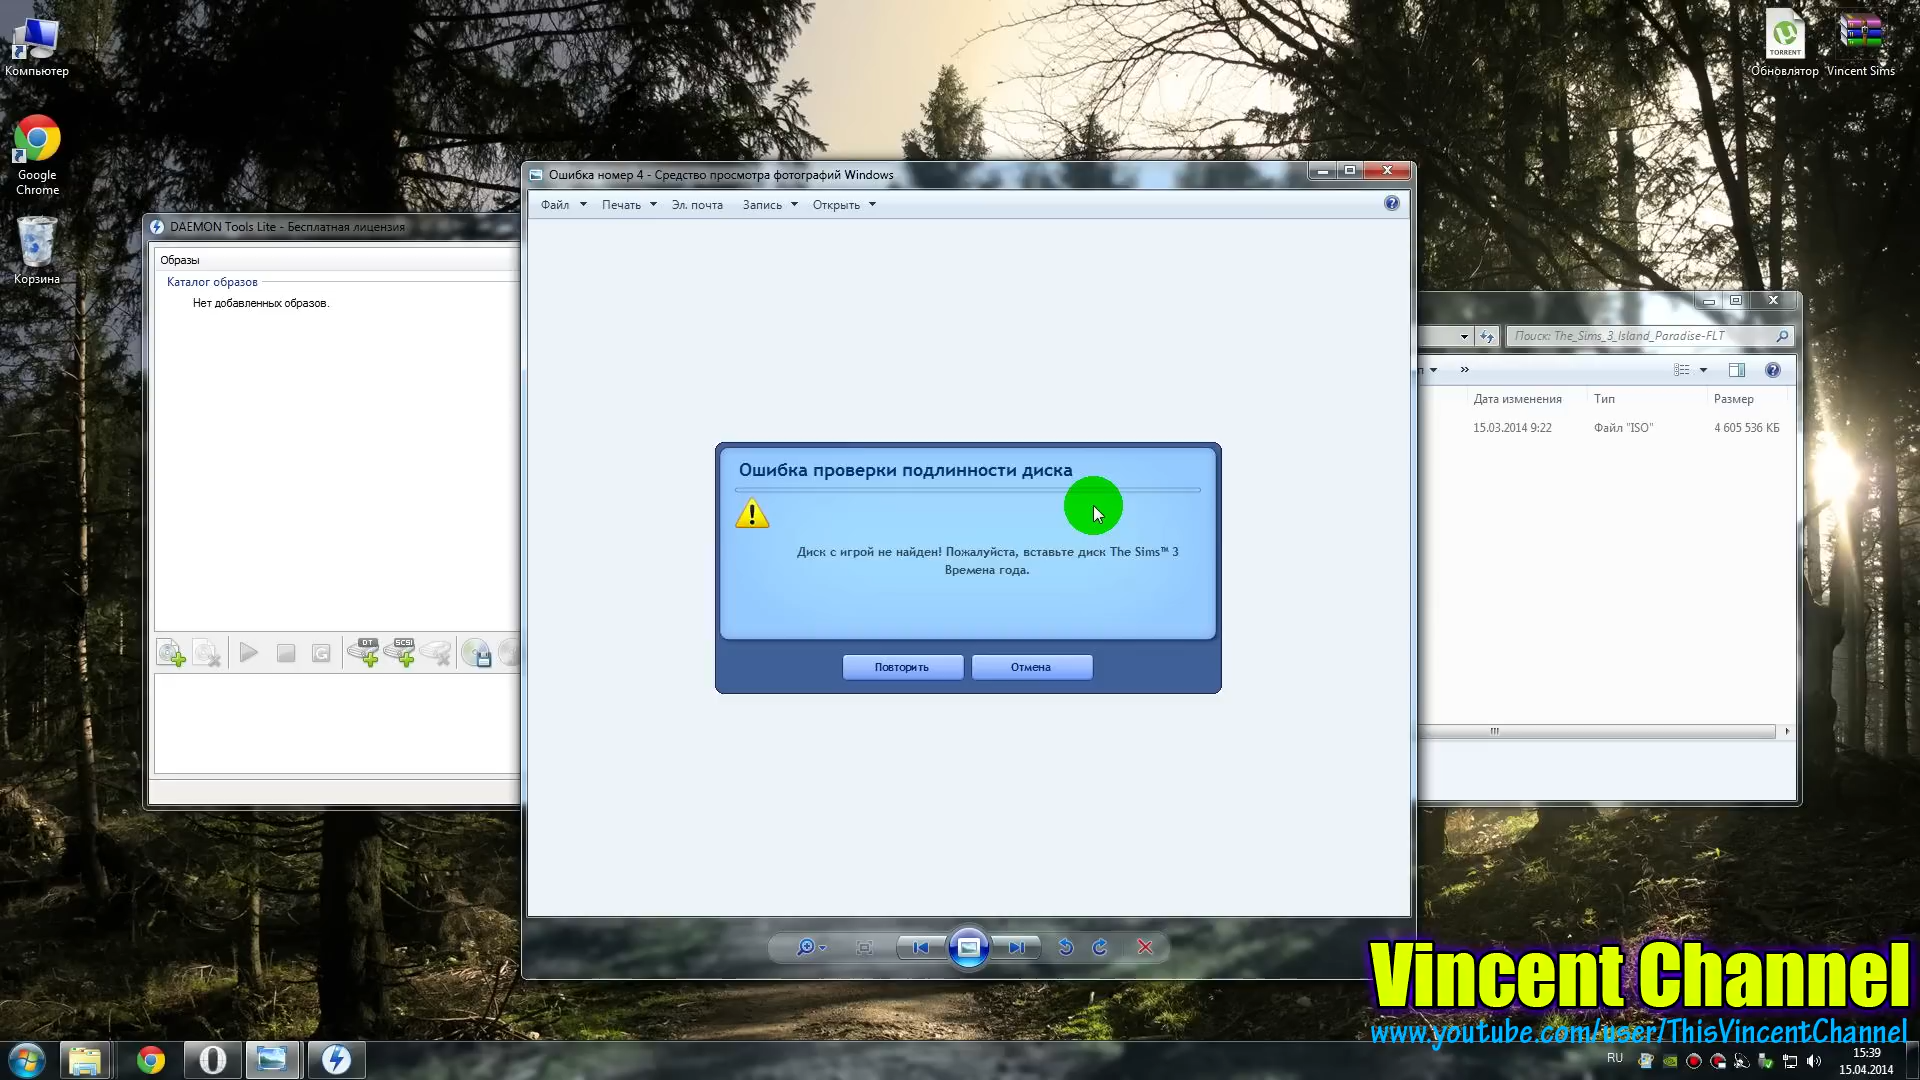 Компьютер
Google
Chrome
Корзина
TORRENT
Обновлятор
Vincent Sims
DAEMON Tools Lite - Бесплатная лицензия
Образы
Каталог образов
Нет добавленных образов.
DT
SCSI
Ошибка номер 4 - Средство просмотра фотографий Windows
Файл
Печать
Эл. почта
Запись
Открыть
Ошибка проверки подлинности диска
Диск с игрой не найден! Пожалуйста, вставьте диск The Sims™ 3
Времена года.
Повторить
Отмена
Поиск: The_Sims_3_Island_Paradise-FLT
Дата изменения
Тип
Размер
15.03.2014 9:22
Файл "ISO"
4 605 536 КБ
Vincent Channel
www.youtube.com/user/ThisVincentChannel
RU
15:39
15.04.2014